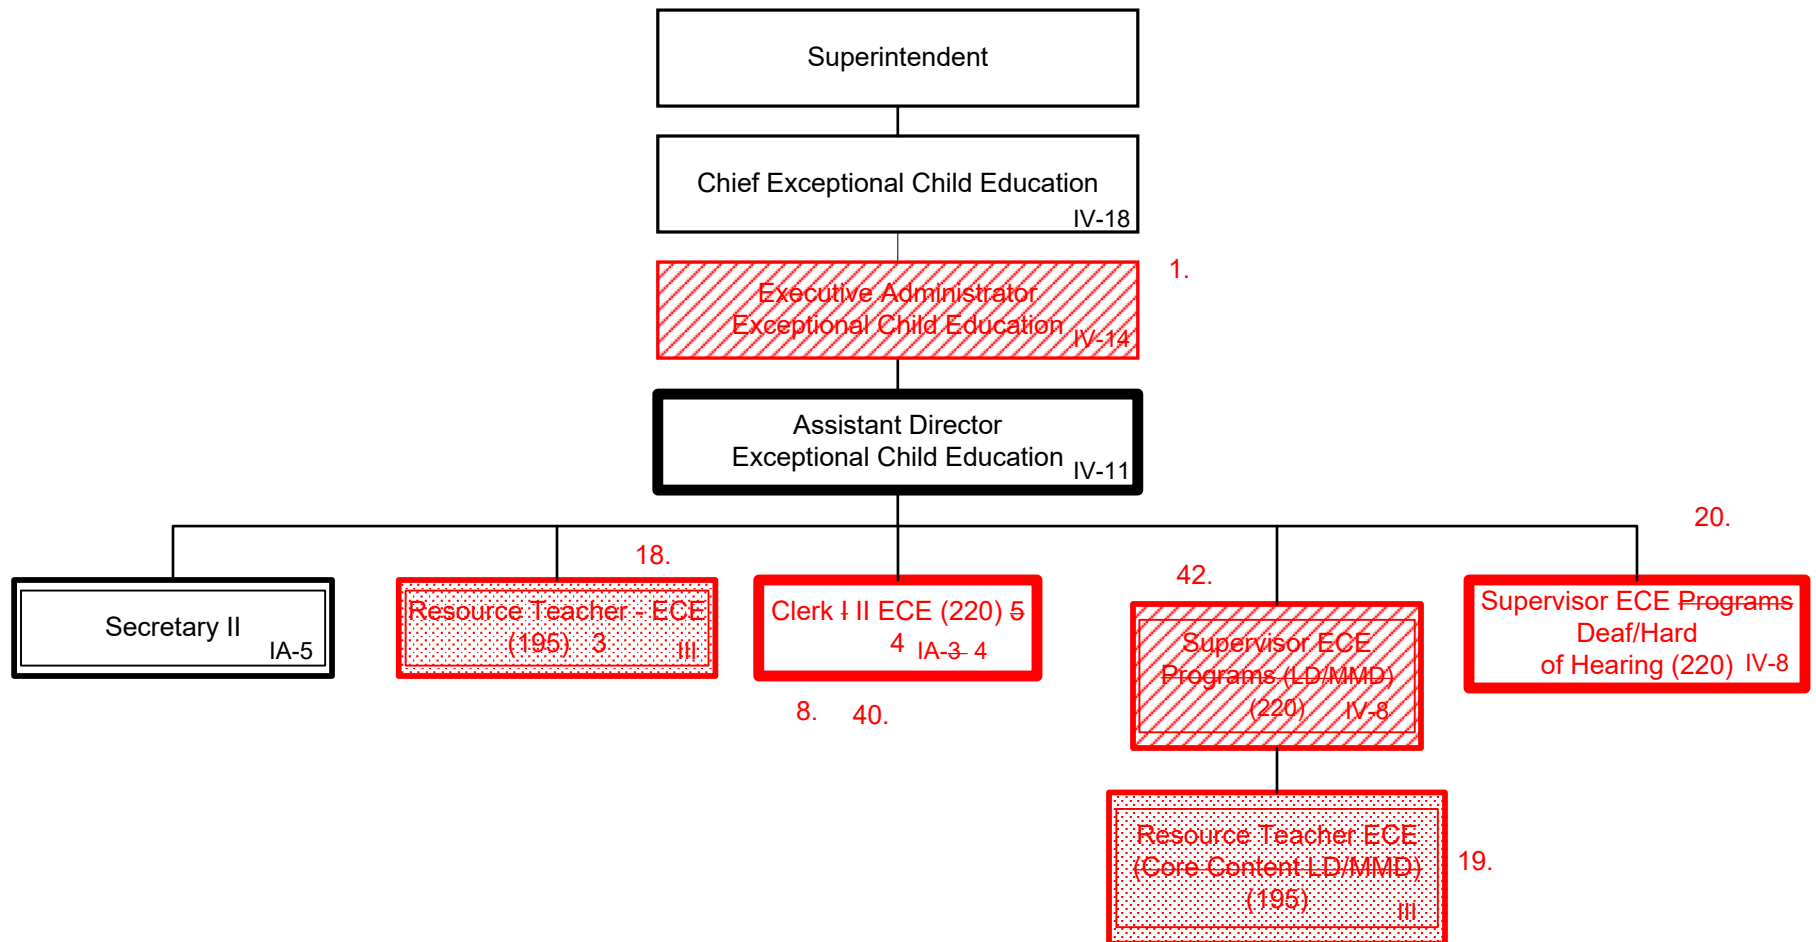 Superintendent
Chief Exceptional Child Education
IV-18
1.
Executive Administrator
Exceptional Child Education
IV-14
Assistant Director
Exceptional Child Education
IV-11
20.
18.
42.
Secretary II
IA-5
Resource Teacher - ECE
(195) 3
III
Clerk I II ECE (220) 5
4 IA-3 4
8. 40.
Supervisor ECE
Programs (LD/MMD)
(220) IV-8
Supervisor ECE Programs
Deaf/Hard
of Hearing (220) IV-8
Resource Teacher ECE
(Core Content LD/MMD)
(195)
III
19.